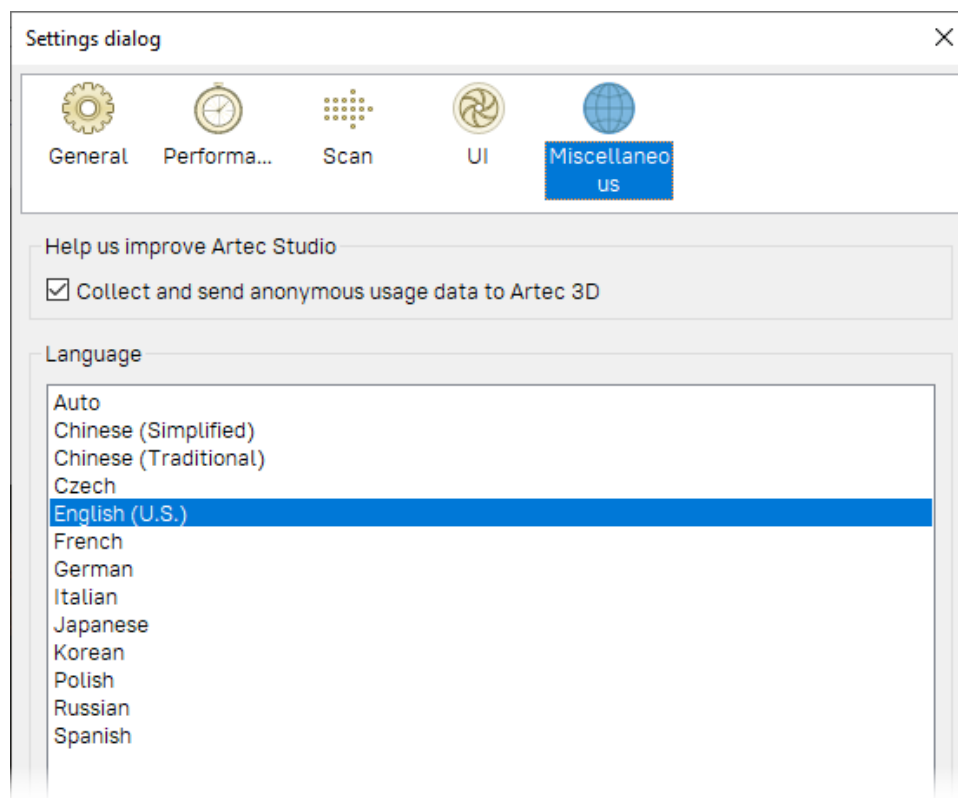 Settings dialog
General
Performa...
Scan
UI
Miscellaneo
us
Help us improve Artec Studio
Collect and send anonymous usage data to Artec 3D
Language
Auto
Chinese (Simplified)
Chinese (Traditional)
Czech
English (U.S.)
French
German
Italian
Japanese
Korean
Polish
Russian
Spanish